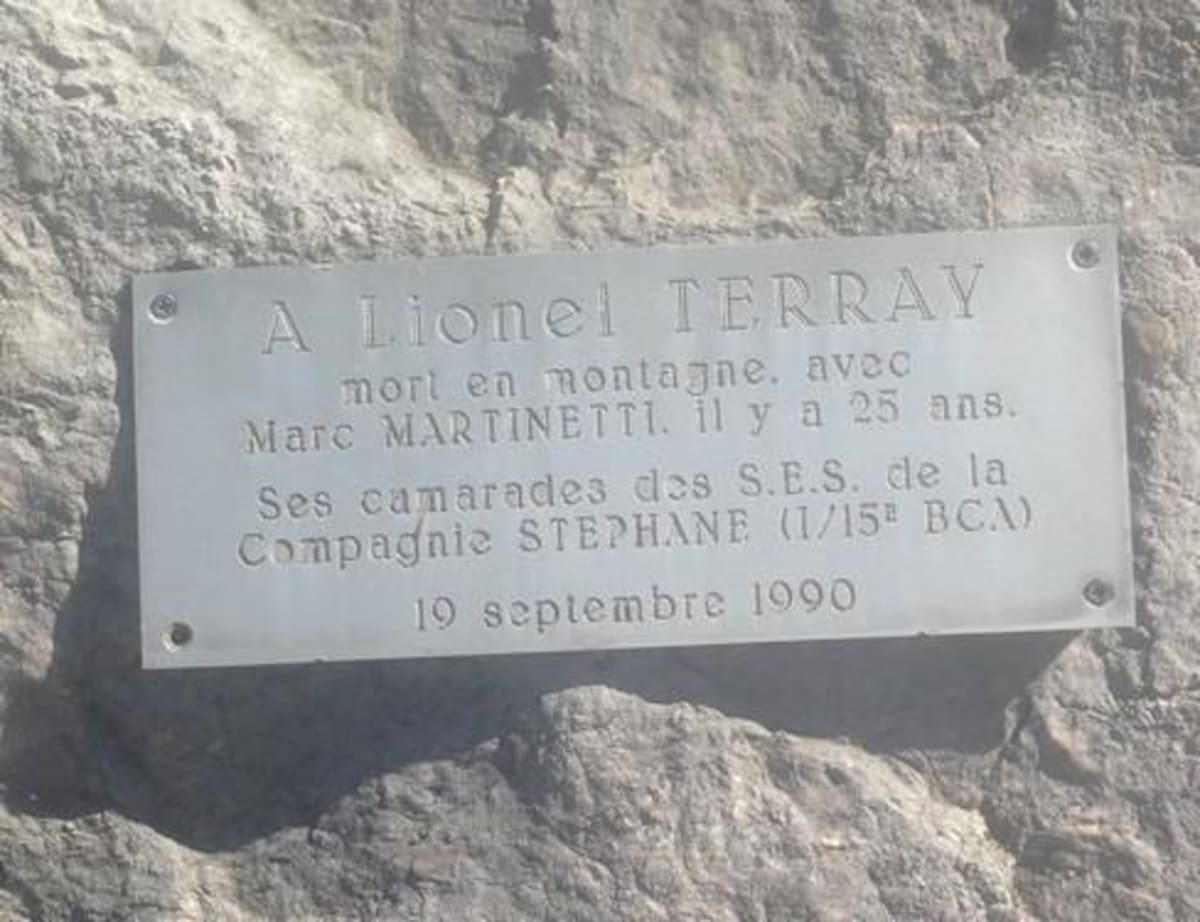 A Lionel TERRAY
mort en montagne, avec
Marc MARTINETTI, il y a 25 ans.
Ses camarades des S.E.S. de la
Compagnie STEPHANE (1/15e BCA)
19 septembre 1990